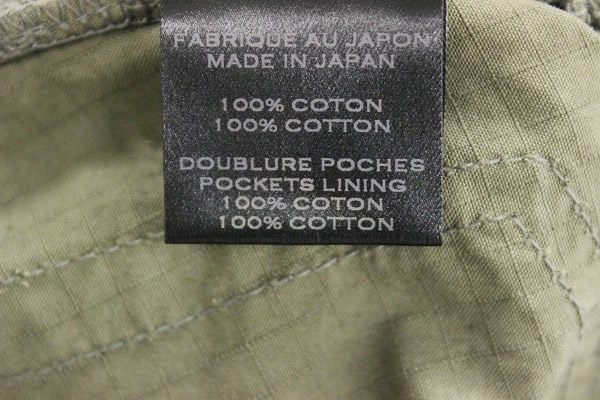 FABRIQUE AU JAPON
MADE IN JAPAN
100% COTON
100% COTTON
DOUBLURE POCHES
POCKETS LINING
100% COTON
100% COTTON